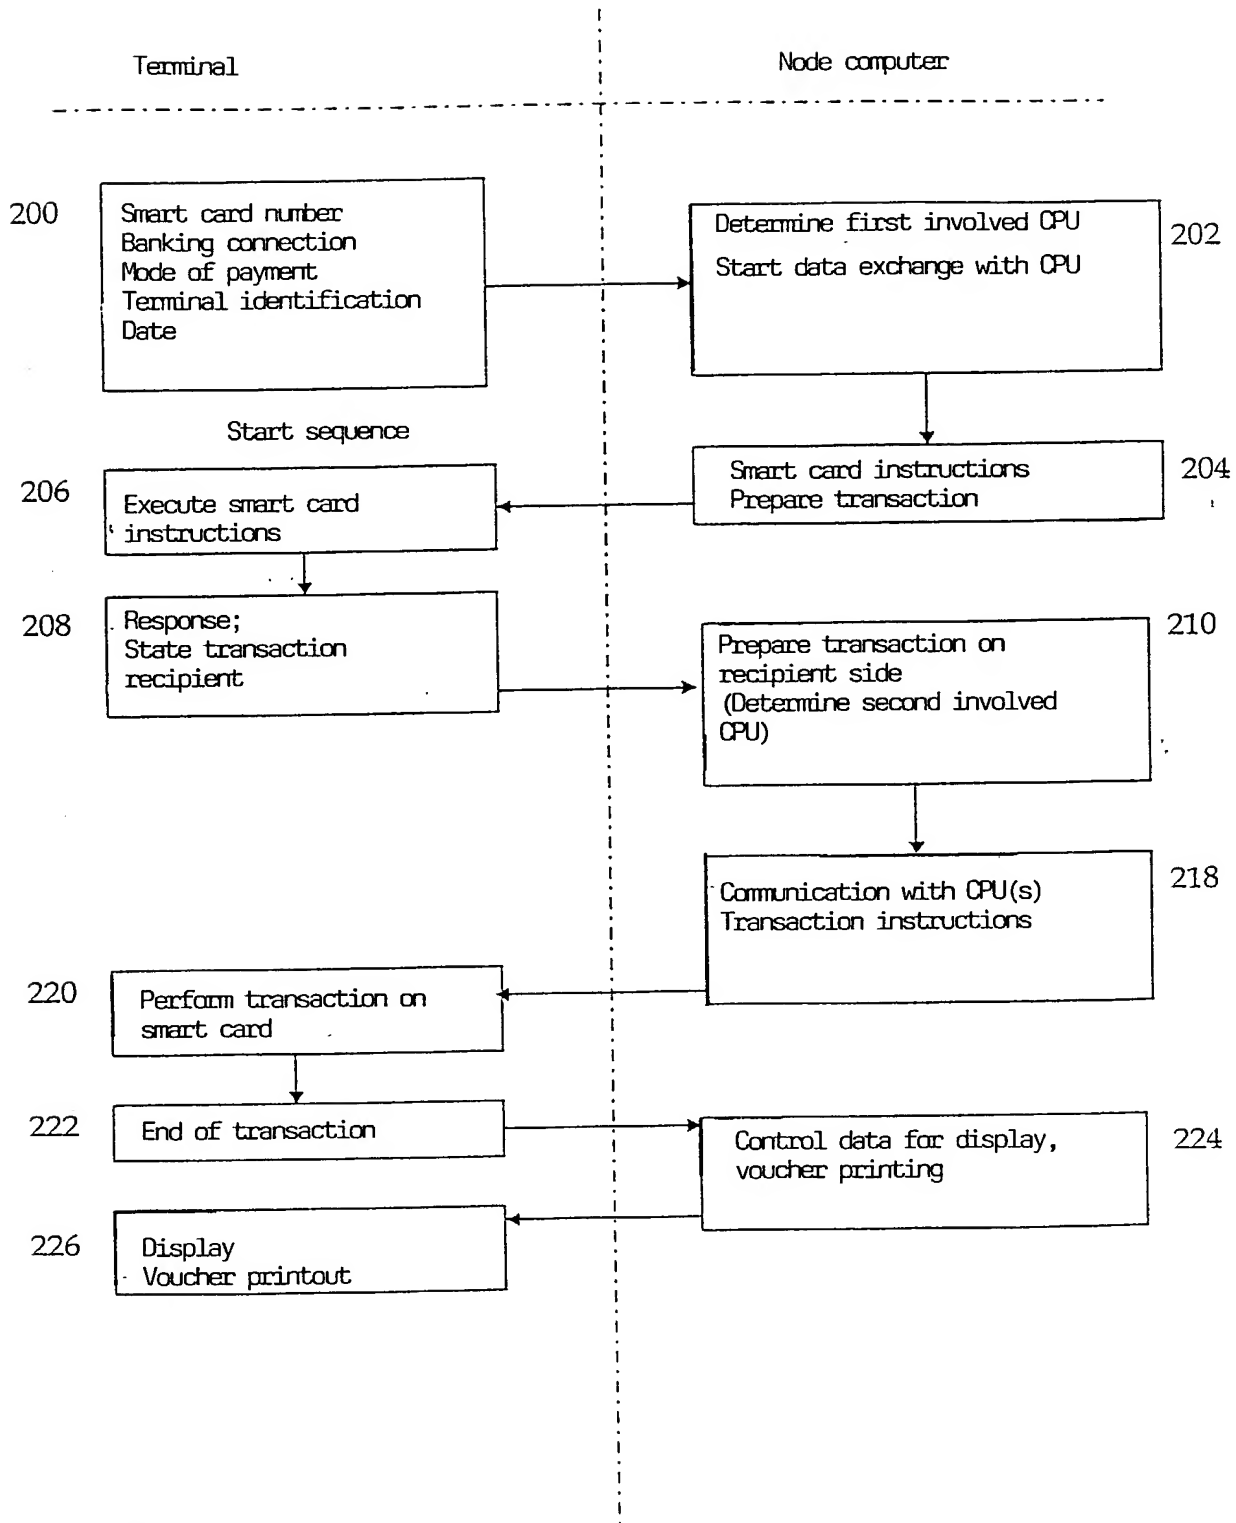 Terminal
Node computer
200
Smart card number
Banking connection
Mode of payment
Terminal identification
Date
Determine first involved CPU
Start data exchange with CPU
202
Start sequence
206
Execute smart card
instructions
Smart card instructions
Prepare transaction
204
208
Response;
State transaction
recipient
Prepare transaction on
recipient side
(Determine second involved
CPU)
210
Communication with CPU(s)
Transaction instructions
218
220
Perform transaction on
smart card
222
End of transaction
Control data for display,
voucher printing
224
226
Display
Voucher printout